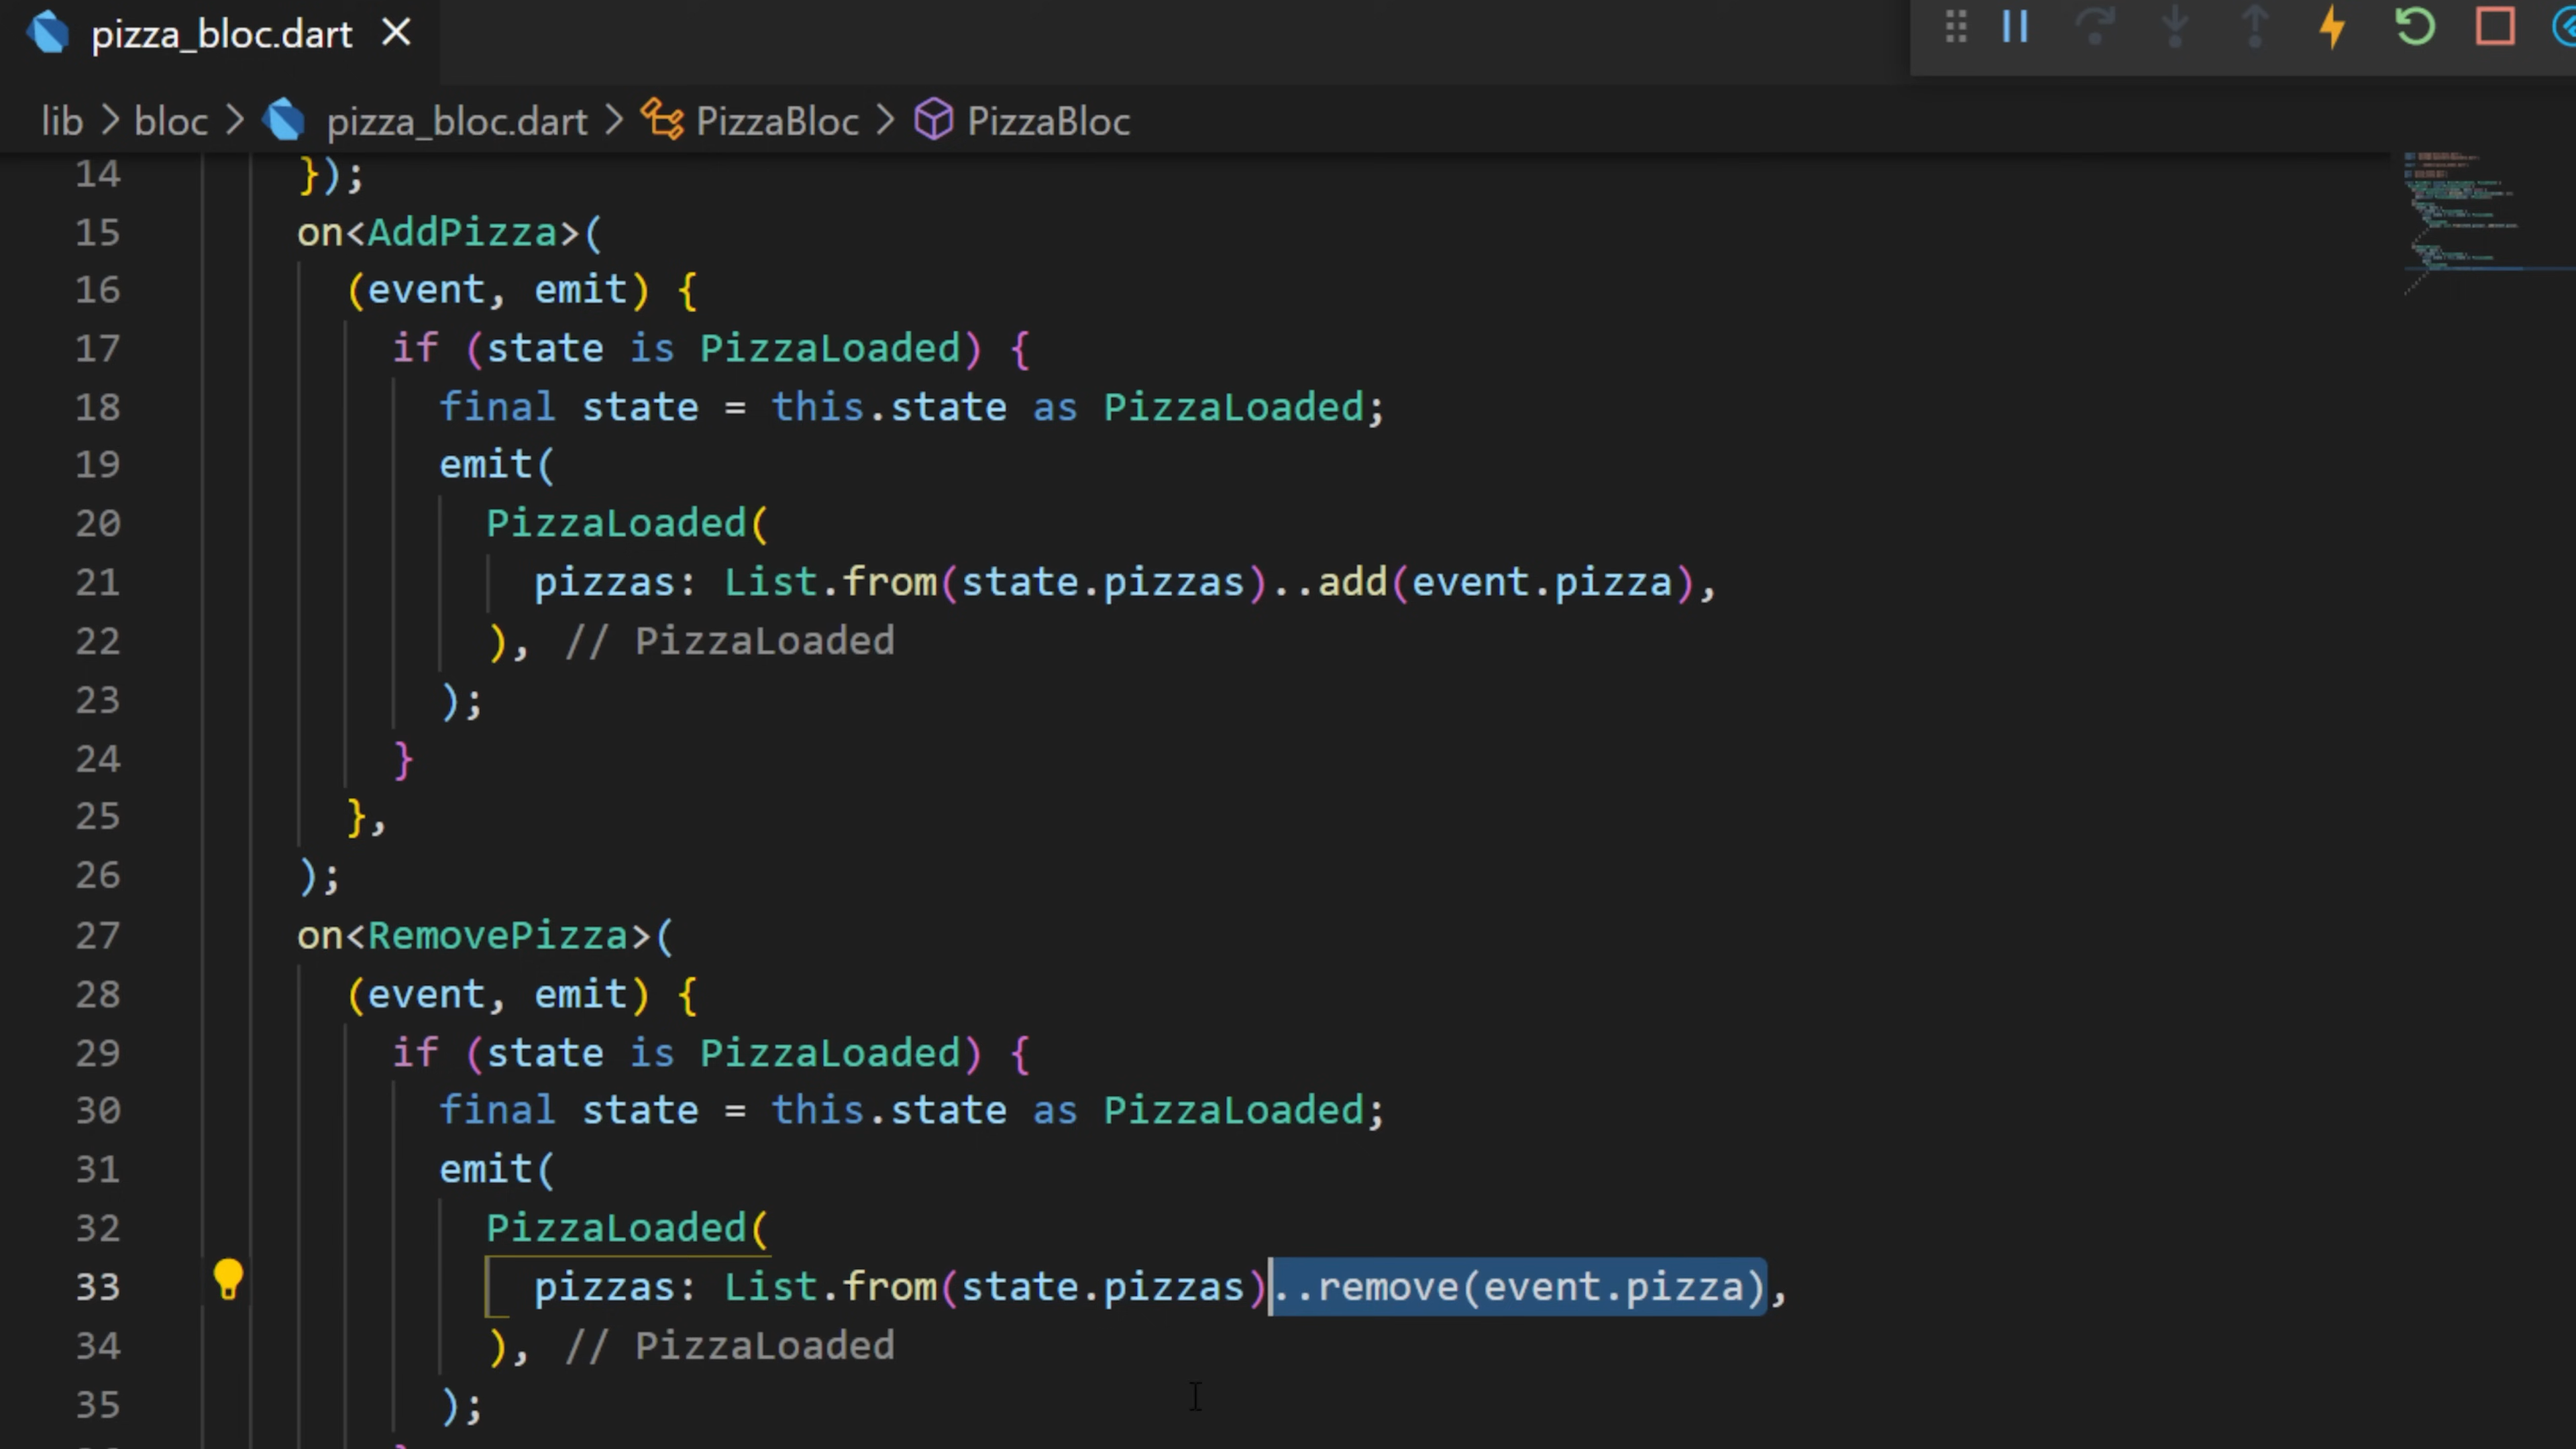 pizza_bloc.dart
lib > bloc > pizza_bloc.dart > PizzaBloc > PizzaBloc
14 });
15 on<AddPizza>(
16 (event, emit) {
17 if (state is PizzaLoaded) {
18 final state = this.state as PizzaLoaded;
19 emit(
20 PizzaLoaded(
21 pizzas: List.from(state.pizzas)..add(event.pizza),
22 ), // PizzaLoaded
23 );
24 }
25 },
26 );
27 on<RemovePizza>(
28 (event, emit) {
29 if (state is PizzaLoaded) {
30 final state = this.state as PizzaLoaded;
31 emit(
32 PizzaLoaded(
33 pizzas: List.from(state.pizzas)..remove(event.pizza),
34 ), // PizzaLoaded
35 );